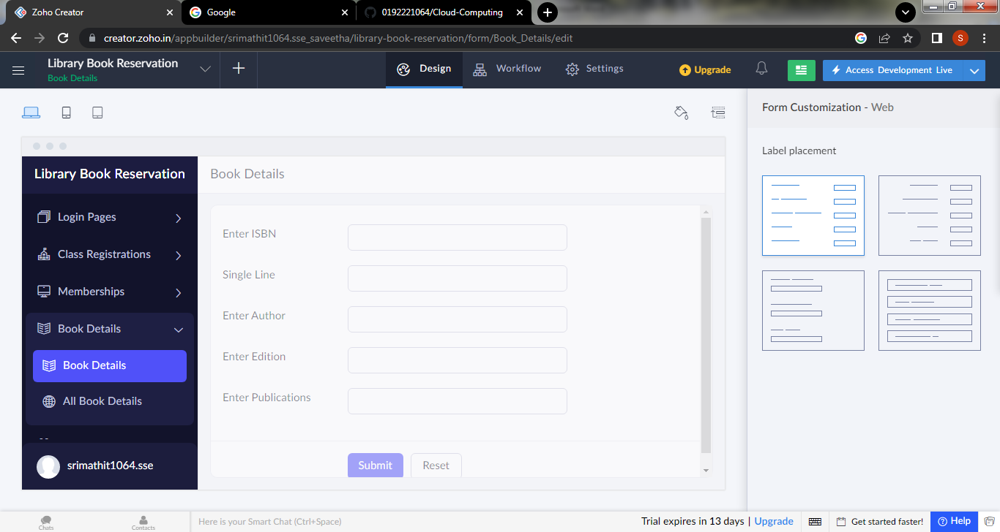 Zoho Creator
Google
0192221064/Cloud-Computing
creator.zoho.in/appbuilder/srimathit1064.sse_saveetha/library-book-reservation/form/Book_Details/edit
S
Library Book Reservation
Book Details
Design
Workflow
Settings
Upgrade
Access Development Live
Form Customization - Web
Label placement
Library Book Reservation
Login Pages
Class Registrations
Memberships
Book Details
Book Details
All Book Details
srimathit1064.sse
Book Details
Enter ISBN
Single Line
Enter Author
Enter Edition
Enter Publications
Submit
Reset
Chats
Contacts
Here is your Smart Chat (Ctrl+Space)
Trial expires in 13 days | Upgrade
Get started faster!
Help